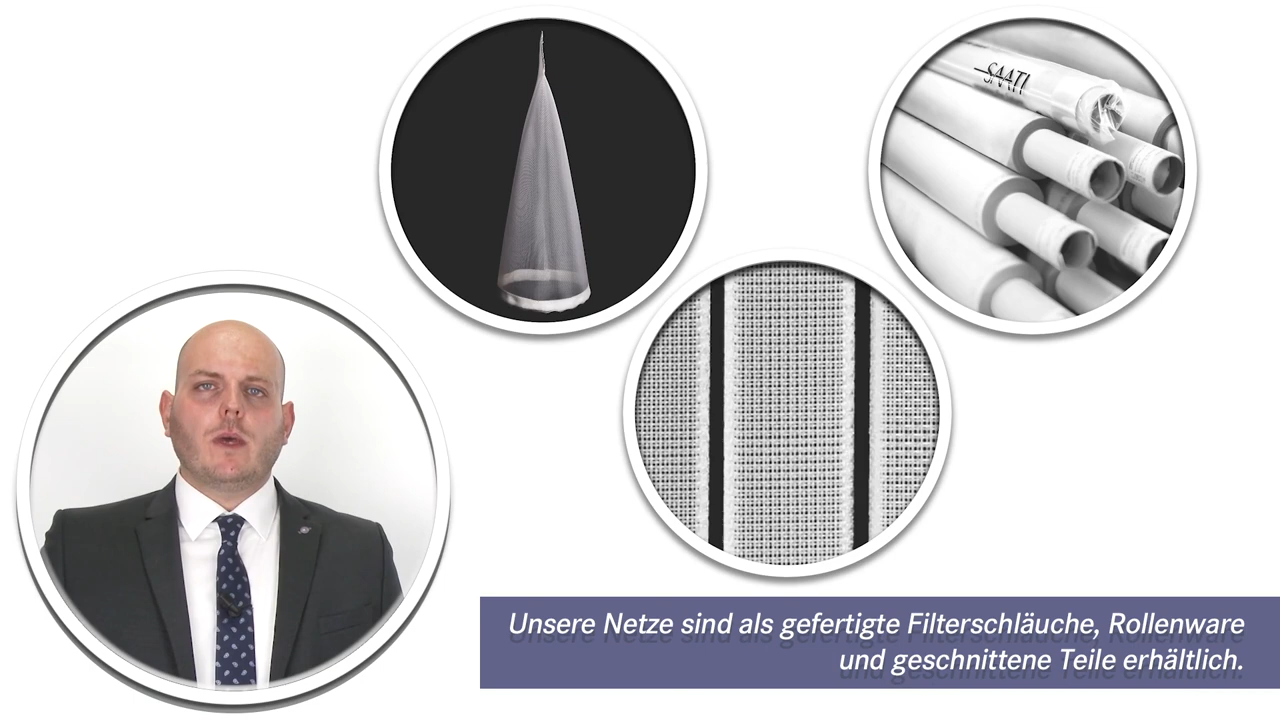 SAATI
Unsere Netze sind als gefertigte Filterschläuche, Rollenware
und geschnittene Teile erhältlich.